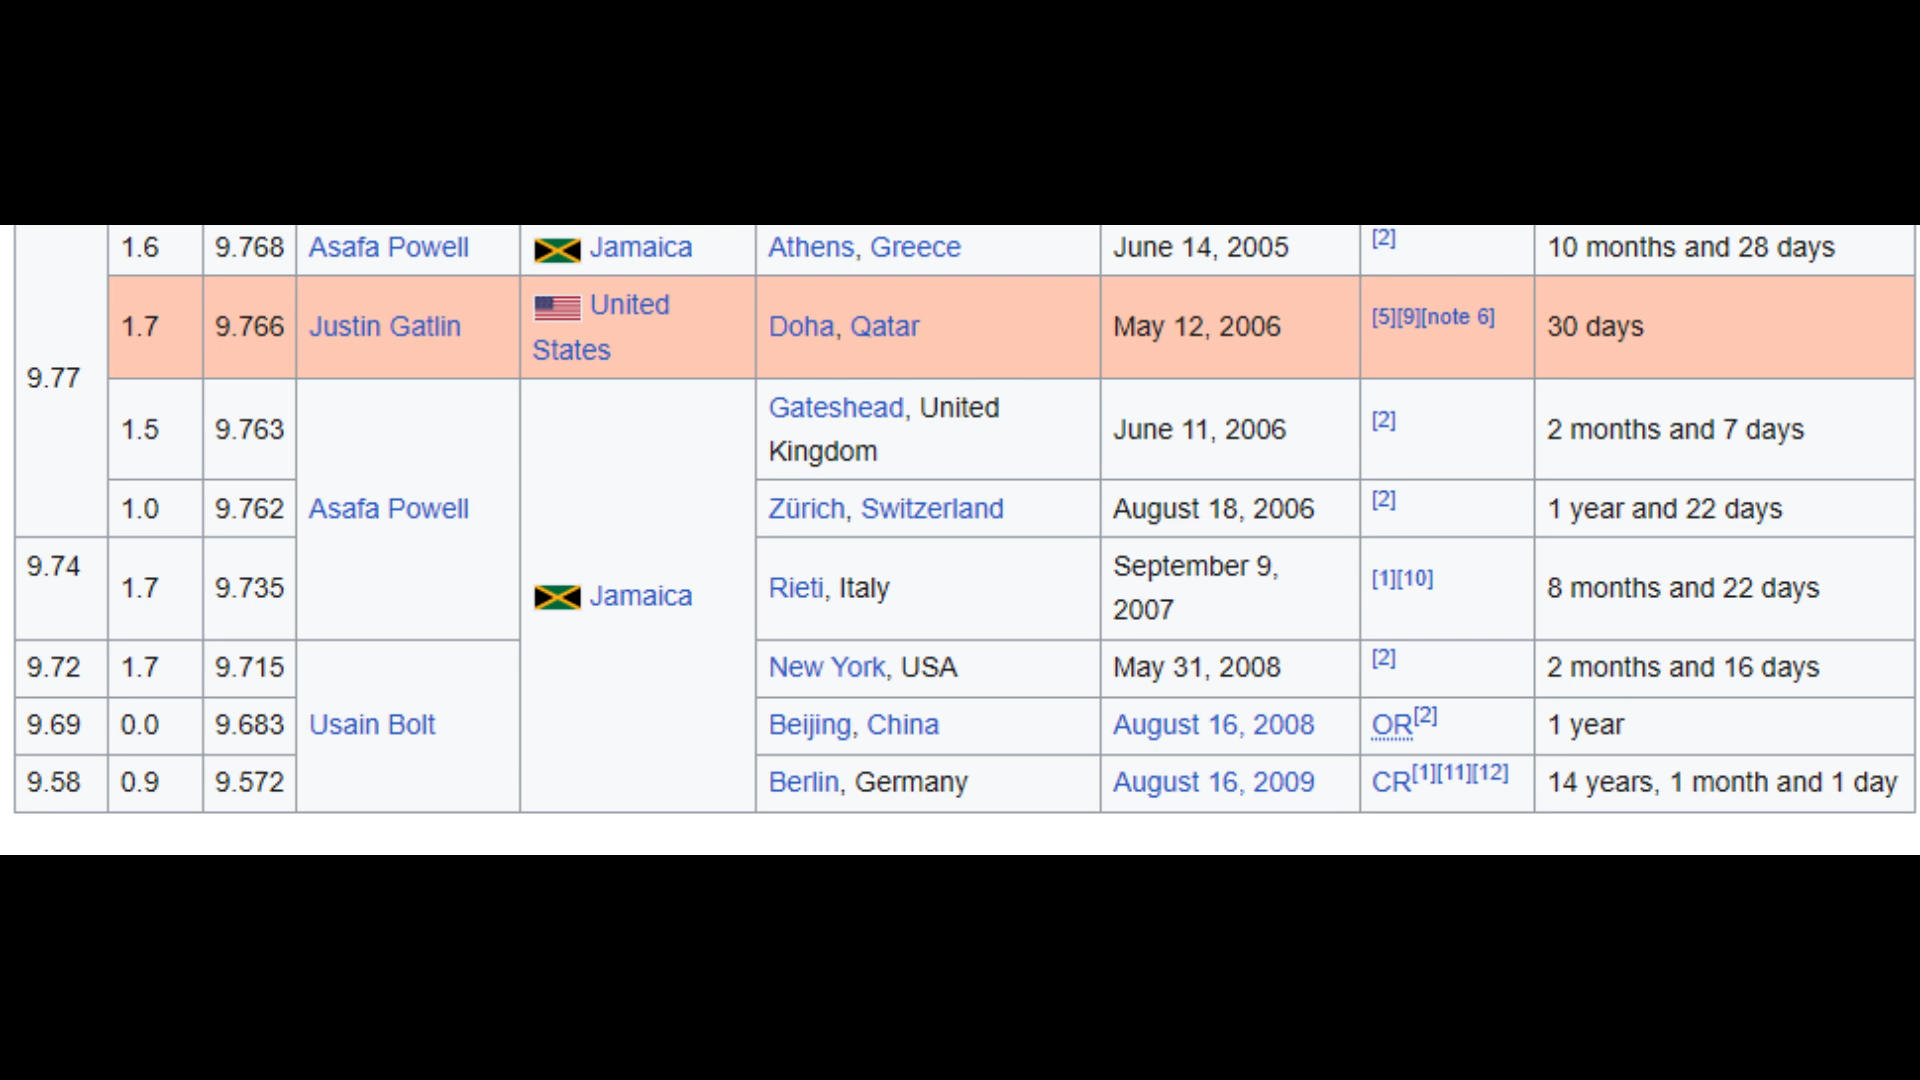 1.6 9.768 Asafa Powell Jamaica Athens, Greece June 14, 2005 [2] 10 months and 28 days
9.77
1.7 9.766 Justin Gatlin United States Doha, Qatar May 12, 2006 [5][9][note 6] 30 days
1.5 9.763 Gateshead, United Kingdom June 11, 2006 [2] 2 months and 7 days
1.0 9.762 Asafa Powell Zürich, Switzerland August 18, 2006 [2] 1 year and 22 days
9.74 1.7 9.735 Jamaica Rieti, Italy September 9, 2007 [1][10] 8 months and 22 days
9.72 1.7 9.715 New York, USA May 31, 2008 [2] 2 months and 16 days
9.69 0.0 9.683 Usain Bolt Beijing, China August 16, 2008 OR[2] 1 year
9.58 0.9 9.572 Berlin, Germany August 16, 2009 CR[1][11][12] 14 years, 1 month and 1 day